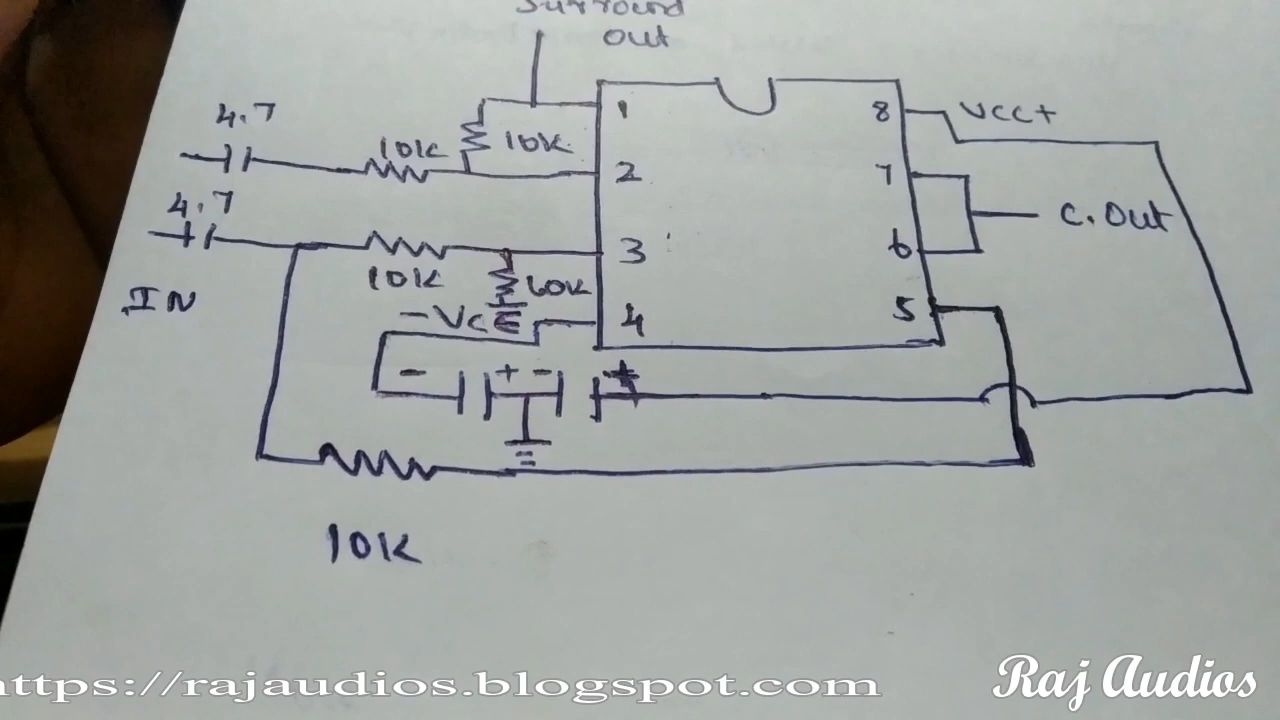 Surround
out
4.7
10K
10K
1
8
VCC+
2
7
4.7
C. Out
10K
3
6
10K
IN
-VCC
4
5
- + - +
10K
https://rajaudios.blogspot.com
Raj Audios